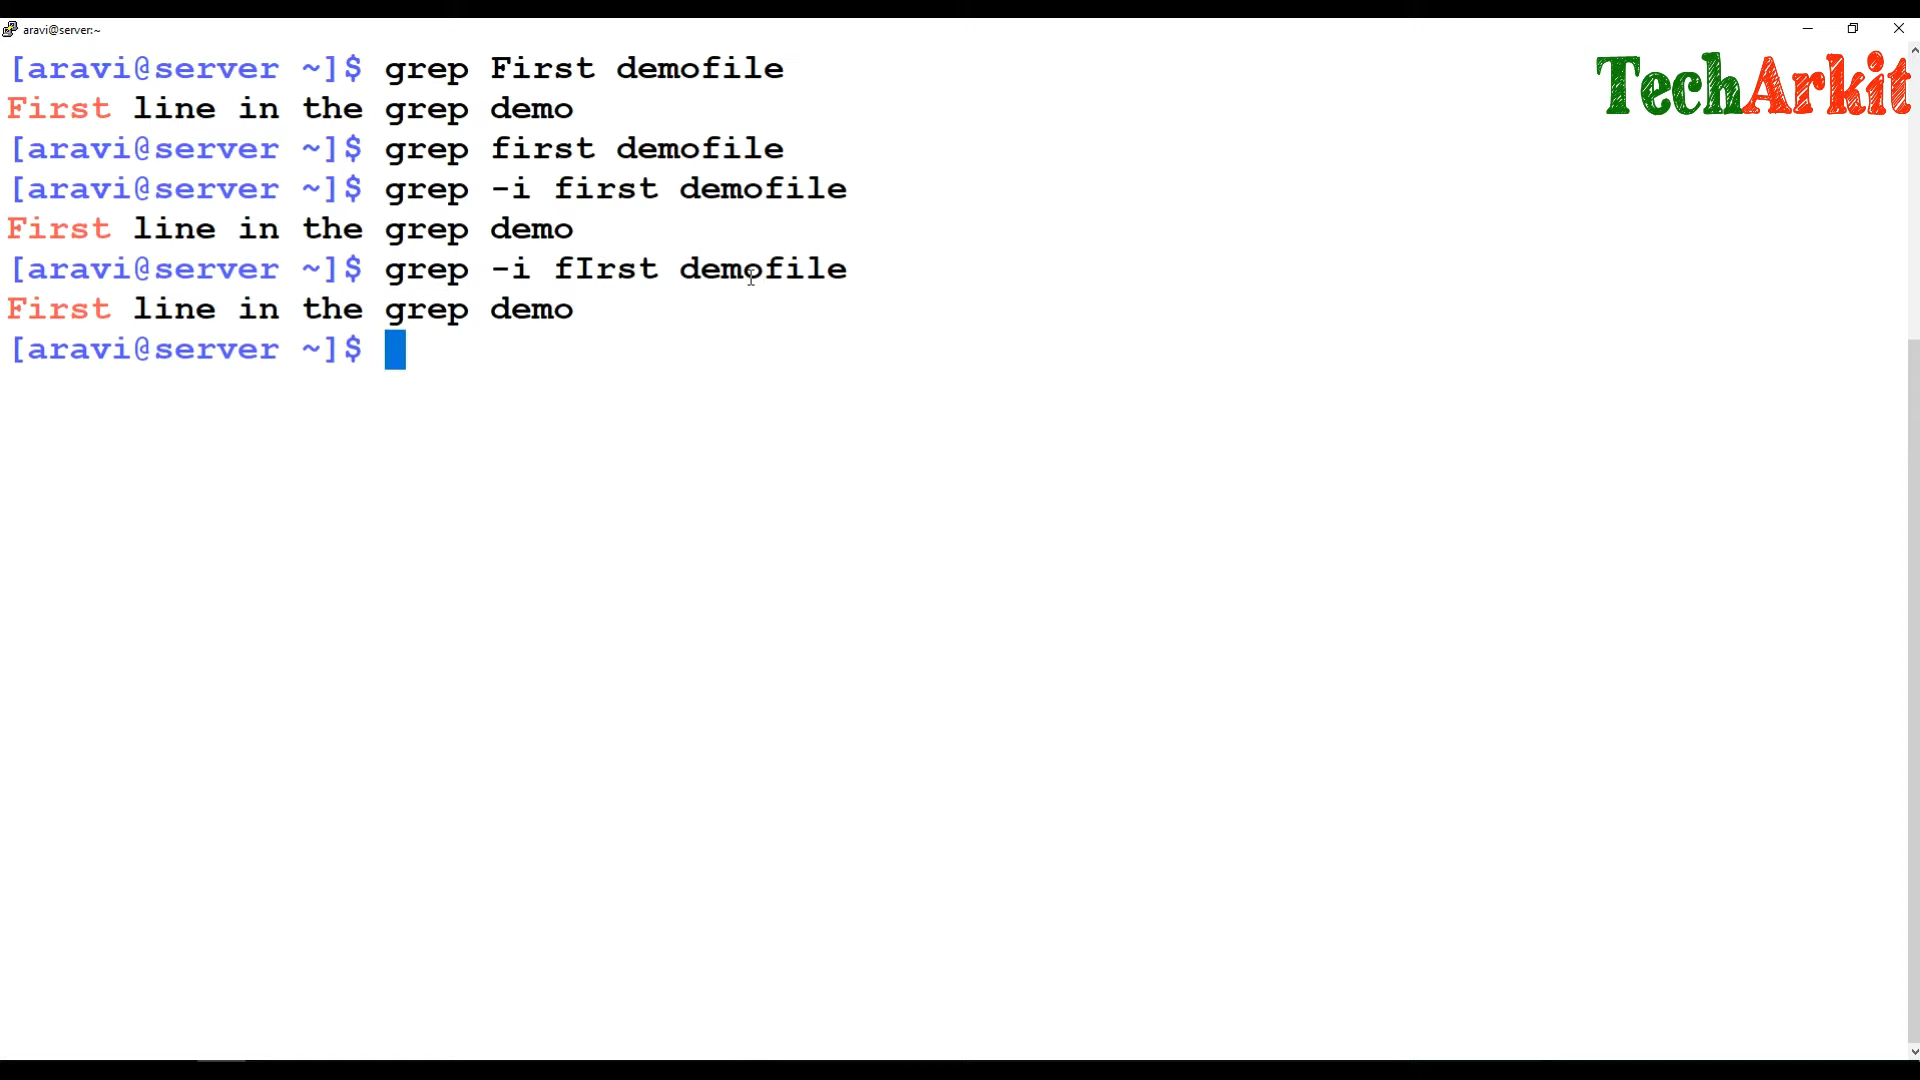 aravi@server:~
TechArkit
[aravi@server ~]$ grep First demofile
First line in the grep demo
[aravi@server ~]$ grep first demofile
[aravi@server ~]$ grep -i first demofile
First line in the grep demo
[aravi@server ~]$ grep -i fIrst demofile
First line in the grep demo
[aravi@server ~]$